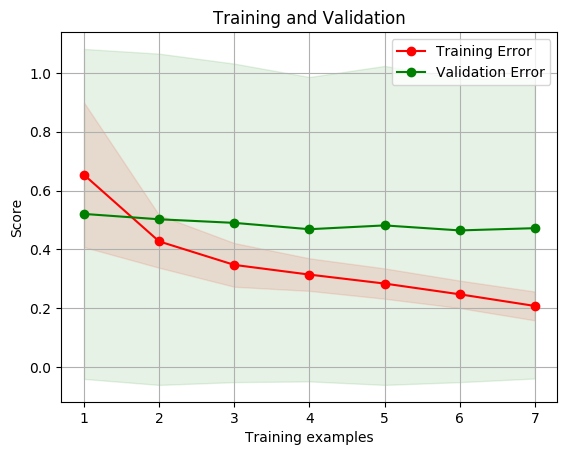 Training and Validation
Training Error
Validation Error
1.0
0.8
0.6
0.4
0.2
0.0
Score
1 2 3 4 5 6 7
Training examples